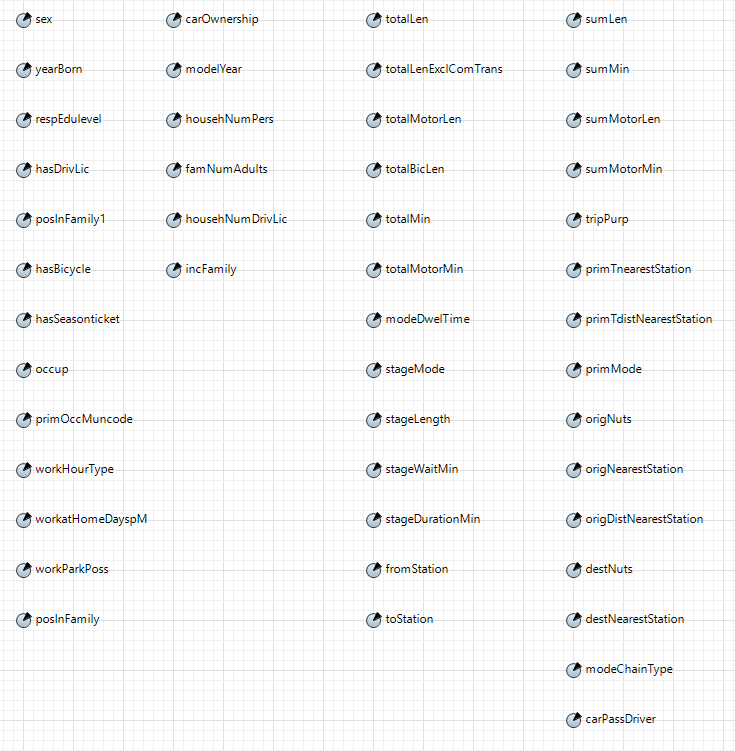 sex
yearBorn
respEdulevel
hasDrivLic
posInFamily1
hasBicycle
hasSeasonticket
occup
primOccMuncode
workHourType
workatHomeDayspM
workParkPoss
posInFamily
carOwnership
modelYear
househNumPers
famNumAdults
househNumDrivLic
incFamily
totalLen
totalLenExclComTrans
totalMotorLen
totalBicLen
totalMin
totalMotorMin
modeDwelTime
stageMode
stageLength
stageWaitMin
stageDurationMin
fromStation
toStation
sumLen
sumMin
sumMotorLen
sumMotorMin
tripPurp
primTnearestStation
primTdistNearestStation
primMode
origNuts
origNearestStation
origDistNearestStation
destNuts
destNearestStation
modeChainType
carPassDriver